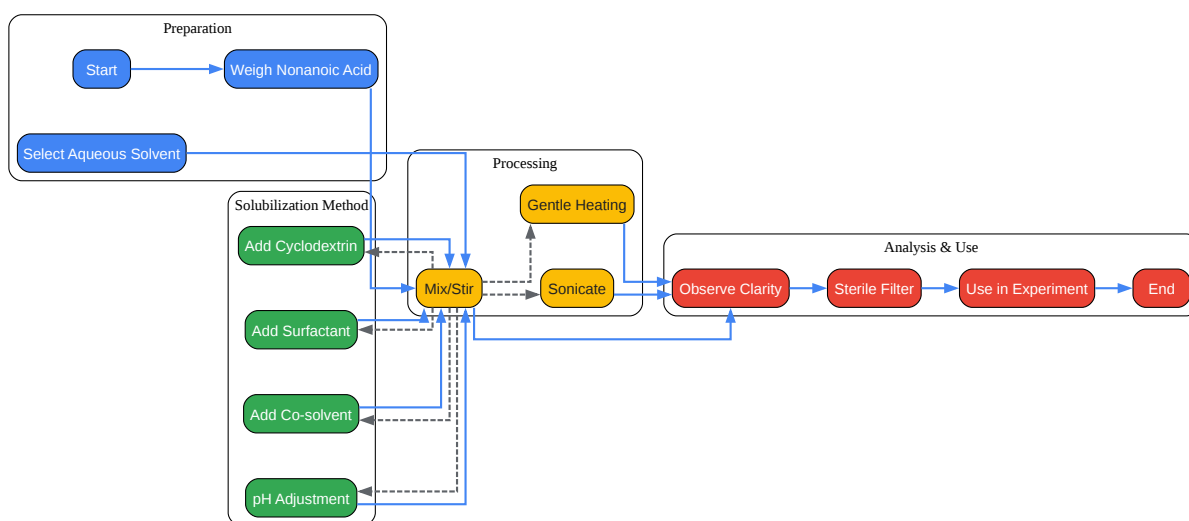 Preparation
Start
Weigh Nonanoic Acid
Select Aqueous Solvent
Processing
Solubilization Method
Gentle Heating
Add Cyclodextrin
Analysis & Use
Mix/Stir
Sonicate
Observe Clarity
Sterile Filter
Use in Experiment
End
Add Surfactant
Add Co-solvent
pH Adjustment